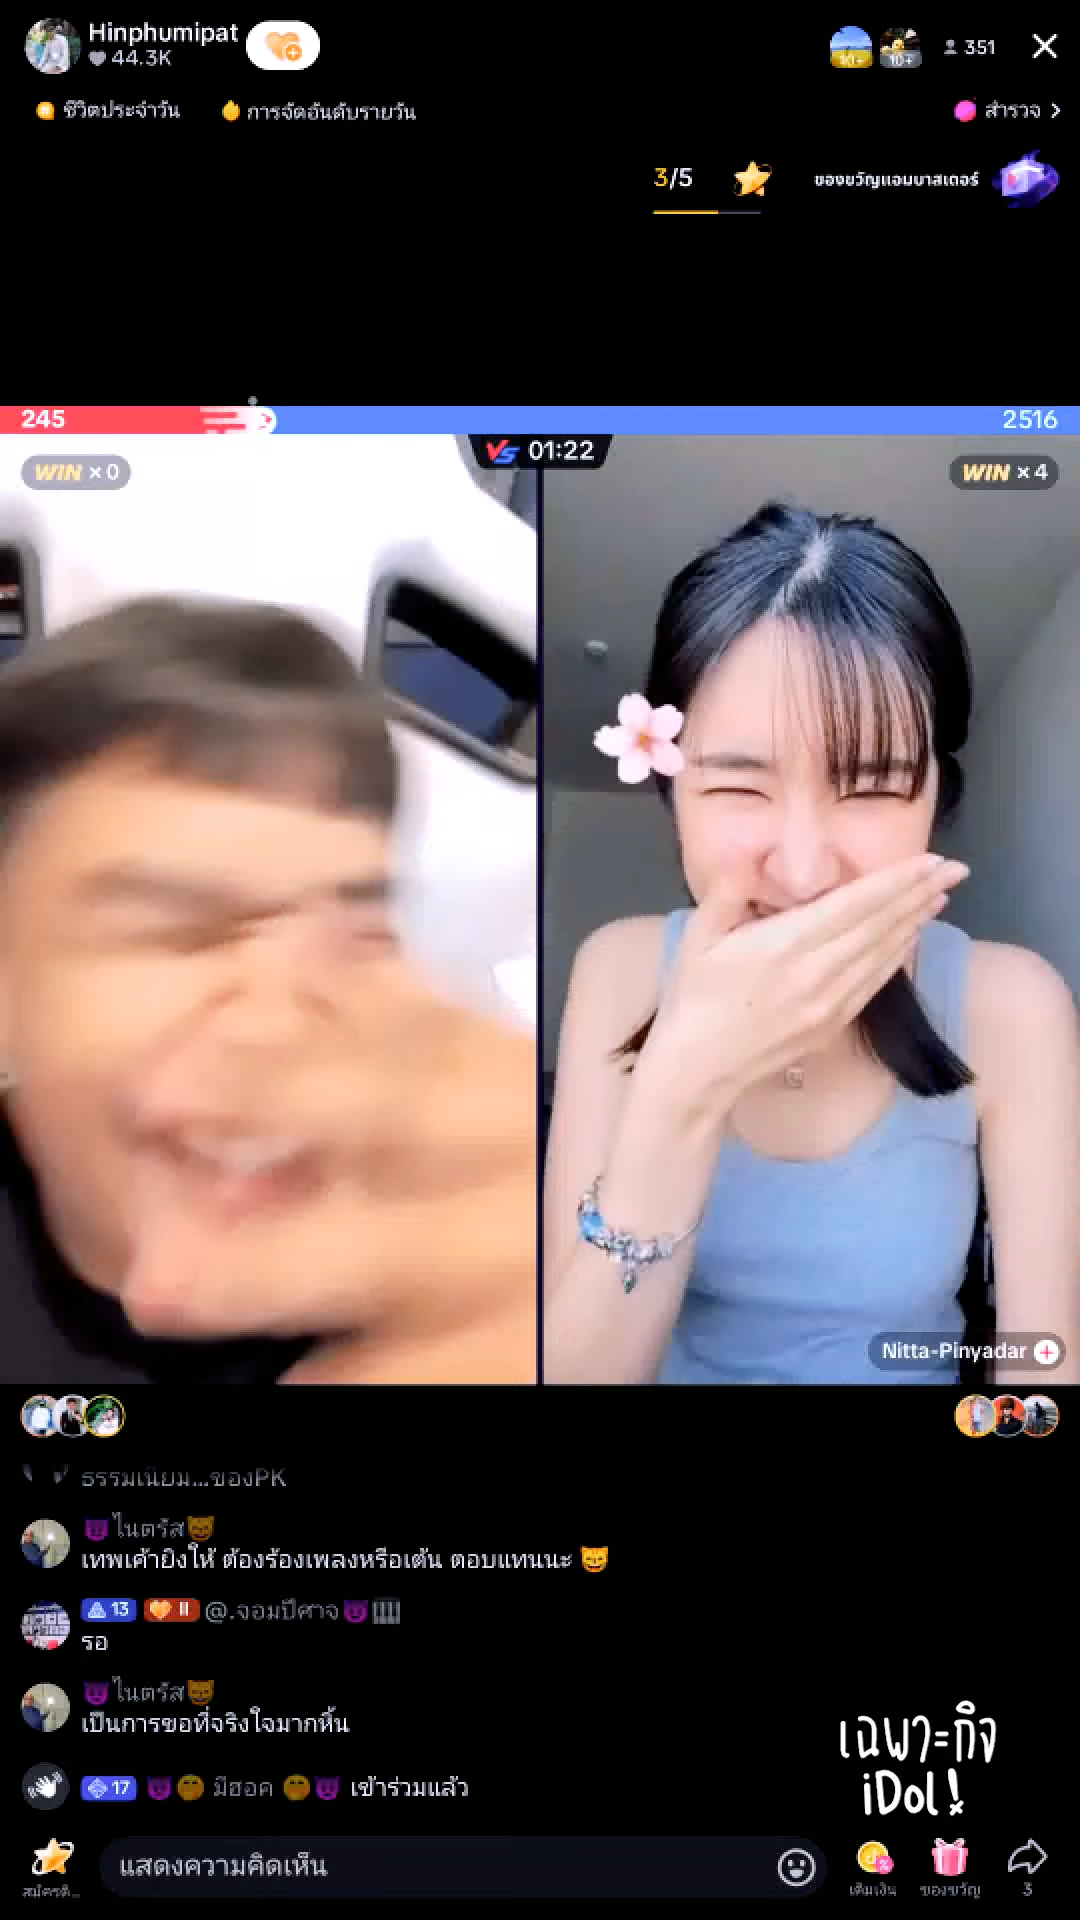 Hinphumipat
44.3K
10+
10+
351
ชีวิตประจำวัน
การจัดอันดับรายวัน
สำรวจ
3/5
ของขวัญแอมบาสเดอร์
245
2516
VS 01:22
WIN ×0
WIN ×4
Nitta-Pinyadar
ธรรมเนียม...ของPK
😈ไนตรัส😼
เทพเค้ายิงให้ ต้องร้องเพลงหรือเต้น ตอบแทนนะ 😼
13 II @.จอมปีศาจ😈🎹
รอ
😈ไนตรัส😼
เป็นการขอที่จริงใจมากหิ้น
17 มีฮอค เข้าร่วมแล้ว
เฉพาะกิจ
iDol!
แสดงความคิดเห็น
สมัครติ...
เติมเงิน
ของขวัญ
3